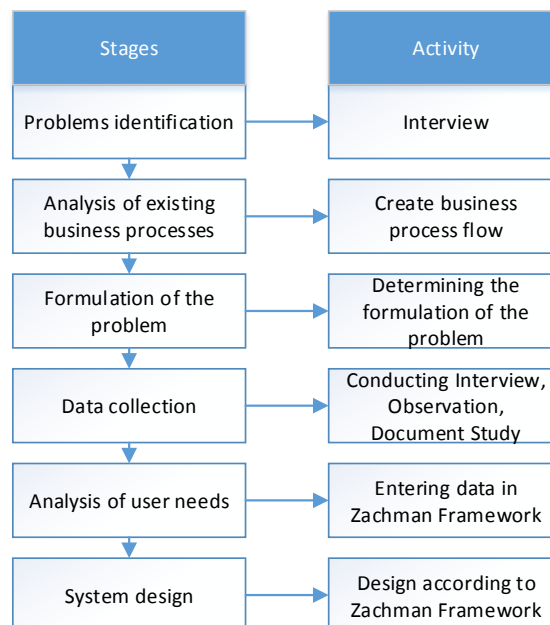 Stages
Activity
Problems identification
Interview
Analysis of existing
business processes
Create business
process flow
Formulation of the
problem
Determining the
formulation of the
problem
Data collection
Conducting Interview,
Observation,
Document Study
Analysis of user needs
Entering data in
Zachman Framework
System design
Design according to
Zachman Framework